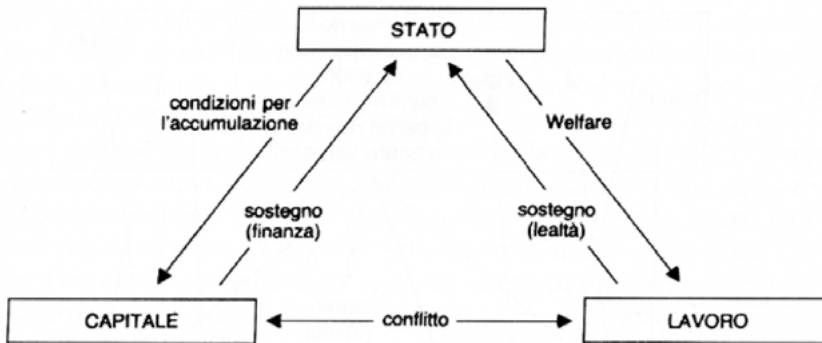 STATO
condizioni per
l'accumulazione
Welfare
sostegno
(finanza)
sostegno
(lealtà)
CAPITALE
conflitto
LAVORO